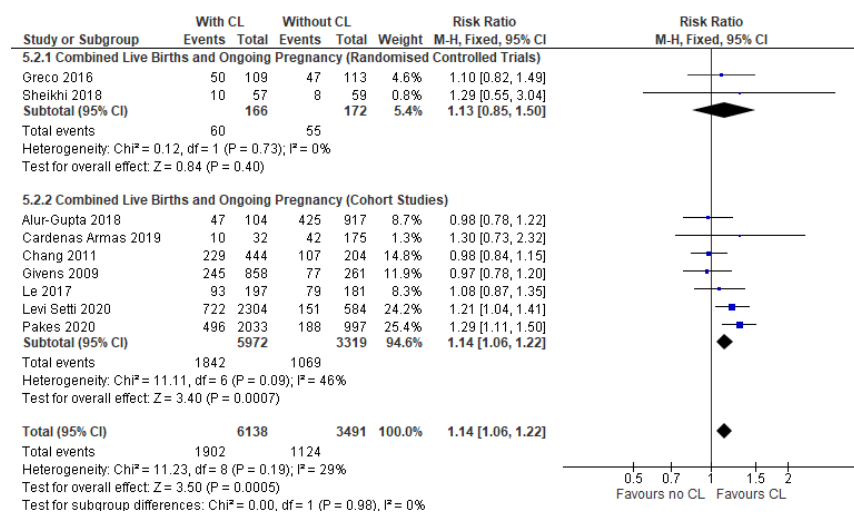 With CL Without CL Risk Ratio Risk Ratio
Study or Subgroup Events Total Events Total Weight M-H, Fixed, 95% CI M-H, Fixed, 95% CI
5.2.1 Combined Live Births and Ongoing Pregnancy (Randomised Controlled Trials)
Greco 2016 50 109 47 113 4.6% 1.10 [0.82, 1.49]
Sheikhi 2018 10 57 8 59 0.8% 1.29 [0.55, 3.04]
Subtotal (95% CI) 166 172 5.4% 1.13 [0.85, 1.50]
Total events 60 55
Heterogeneity: Chi² = 0.12, df = 1 (P = 0.73); I² = 0%
Test for overall effect: Z = 0.84 (P = 0.40)
5.2.2 Combined Live Births and Ongoing Pregnancy (Cohort Studies)
Alur-Gupta 2018 47 104 425 917 8.7% 0.98 [0.78, 1.22]
Cardenas Armas 2019 10 32 42 175 1.3% 1.30 [0.73, 2.32]
Chang 2011 229 444 107 204 14.8% 0.98 [0.84, 1.15]
Givens 2009 245 858 77 261 11.9% 0.97 [0.78, 1.20]
Le 2017 93 197 79 181 8.3% 1.08 [0.87, 1.35]
Levi Setti 2020 722 2304 151 584 24.2% 1.21 [1.04, 1.41]
Pakes 2020 496 2033 188 997 25.4% 1.29 [1.11, 1.50]
Subtotal (95% CI) 5972 3319 94.6% 1.14 [1.06, 1.22]
Total events 1842 1069
Heterogeneity: Chi² = 11.11, df = 6 (P = 0.09); I² = 46%
Test for overall effect: Z = 3.40 (P = 0.0007)
Total (95% CI) 6138 3491 100.0% 1.14 [1.06, 1.22]
Total events 1902 1124
Heterogeneity: Chi² = 11.23, df = 8 (P = 0.19); I² = 29%
Test for overall effect: Z = 3.50 (P = 0.0005)
Test for subgroup differences: Chi² = 0.00, df = 1 (P = 0.98), I² = 0%
0.5 0.7 1 1.5 2
Favours no CL Favours CL